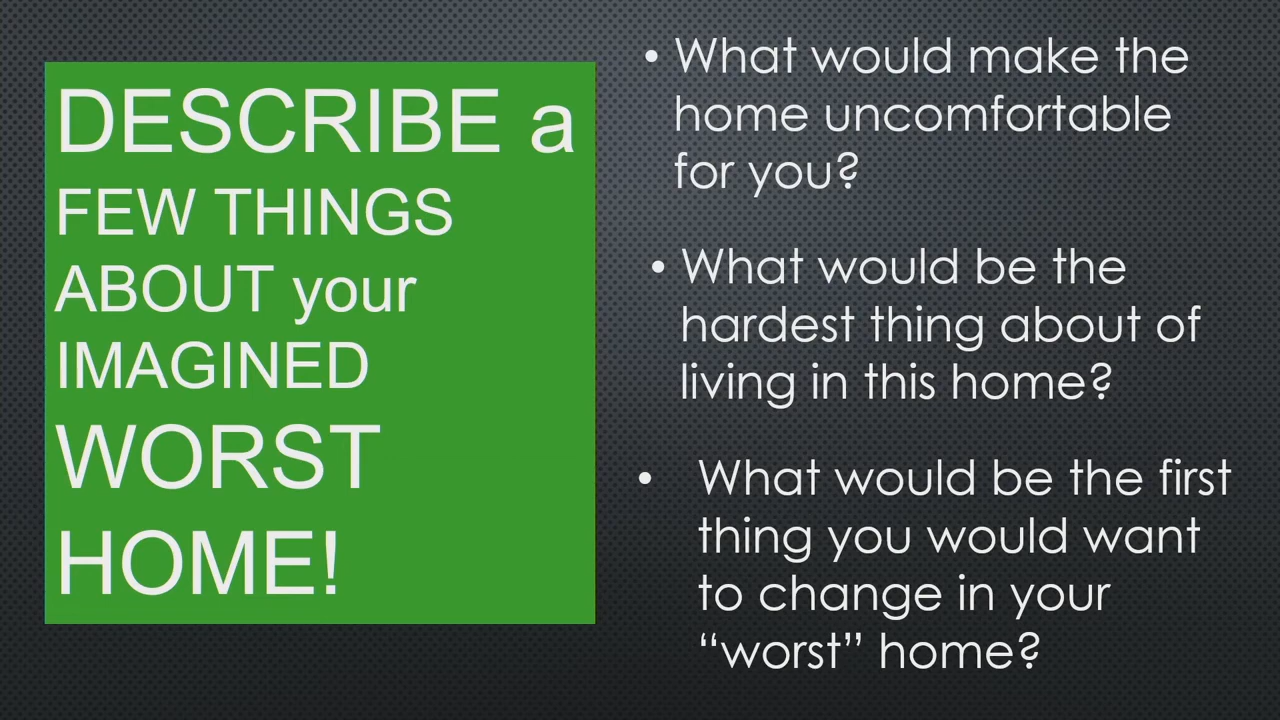 DESCRIBE a
FEW THINGS
ABOUT your
IMAGINED
WORST
HOME!
• What would make the
home uncomfortable
for you?
• What would be the
hardest thing about of
living in this home?
• What would be the first
thing you would want
to change in your
“worst” home?